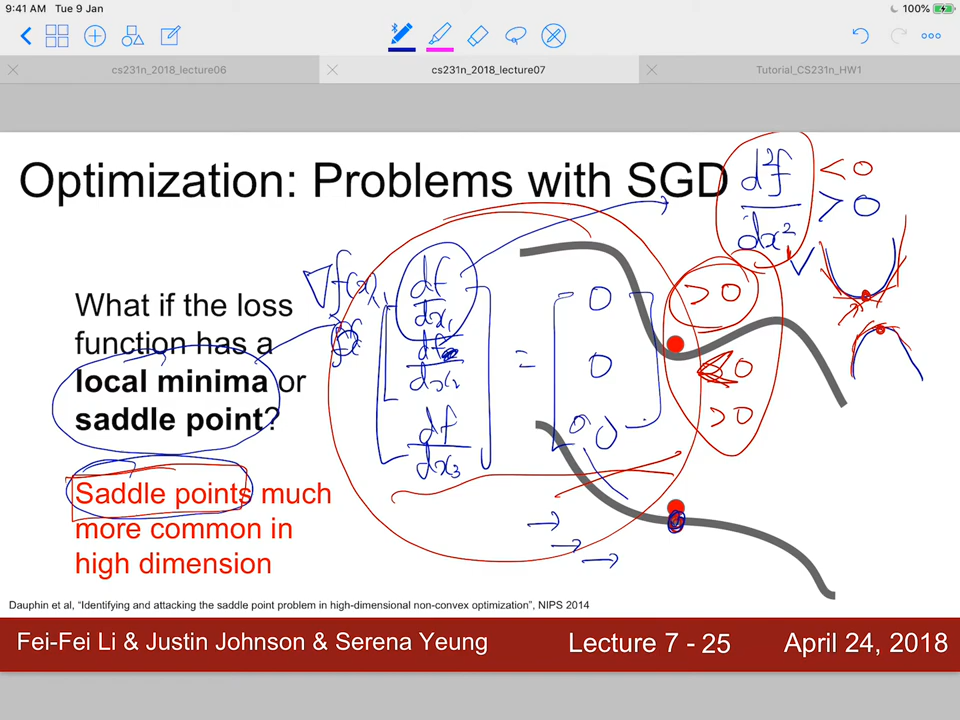 9:41 AM Tue 9 Jan
100%
cs231n_2018_lecture06
cs231n_2018_lecture07
Tutorial_CS231n_HW1
Optimization: Problems with SGD
d²f
dx²
< 0
> 0
What if the loss
function has a
local minima or
saddle point?
∇f(x)
df
dx₁
df
dx₂
df
dx₃
=
0
0
0
> 0
< 0
> 0
Saddle points much
more common in
high dimension
Dauphin et al, “Identifying and attacking the saddle point problem in high-dimensional non-convex optimization”, NIPS 2014
Fei-Fei Li & Justin Johnson & Serena Yeung
Lecture 7 - 25
April 24, 2018